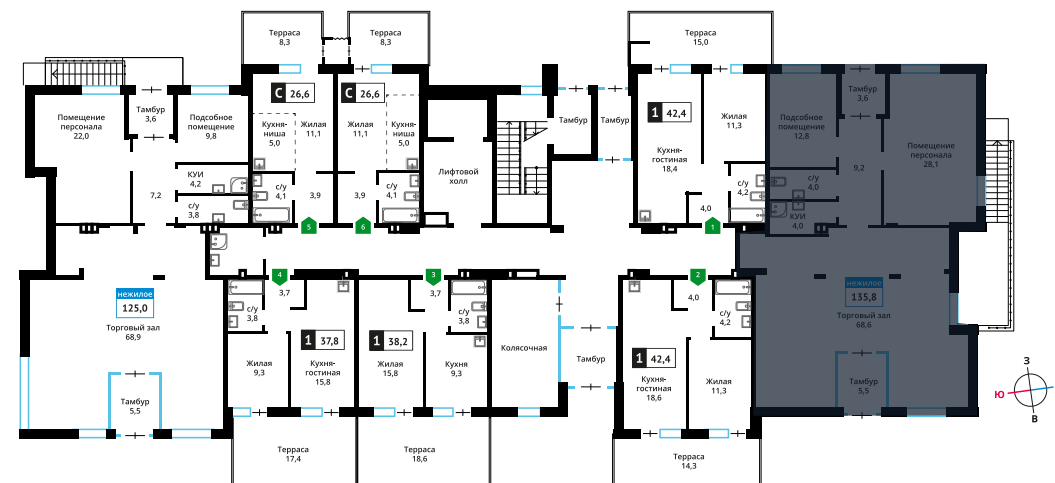 Терраса
8,3
Терраса
8,3
Терраса
15,0
Помещение
персонала
22,0
Тамбур
3,6
Подсобное
помещение
9,8
С 26,6
С 26,6
Жилая
11,1
Кухня-
ниша
5,0
Жилая
11,1
Кухня-
ниша
5,0
Тамбур
Тамбур
1 42,4
Жилая
11,3
Кухня-
гостиная
18,4
Подсобное
помещение
12,8
Тамбур
3,6
Помещение
персонала
28,1
КУИ
4,2
7,2
с/у
3,8
с/у
4,1
3,9
3,9
с/у
4,1
Лифтовой
холл
с/у
4,2
4,0
с/у
4,0
9,2
КУИ
4,0
5
6
1
4
3
2
нежилое
125,0
Торговый зал
68,9
3,7
с/у
3,8
1 37,8
Жилая
9,3
Кухня-
гостиная
15,8
3,7
с/у
3,8
1 38,2
Жилая
15,8
Кухня
9,3
Колясочная
Тамбур
4,0
с/у
4,2
1 42,4
Кухня-
гостиная
18,6
Жилая
11,3
нежилое
135,8
Торговый зал
68,6
Тамбур
5,5
Тамбур
5,5
Терраса
17,4
Терраса
18,6
Терраса
14,3
З
Ю
В